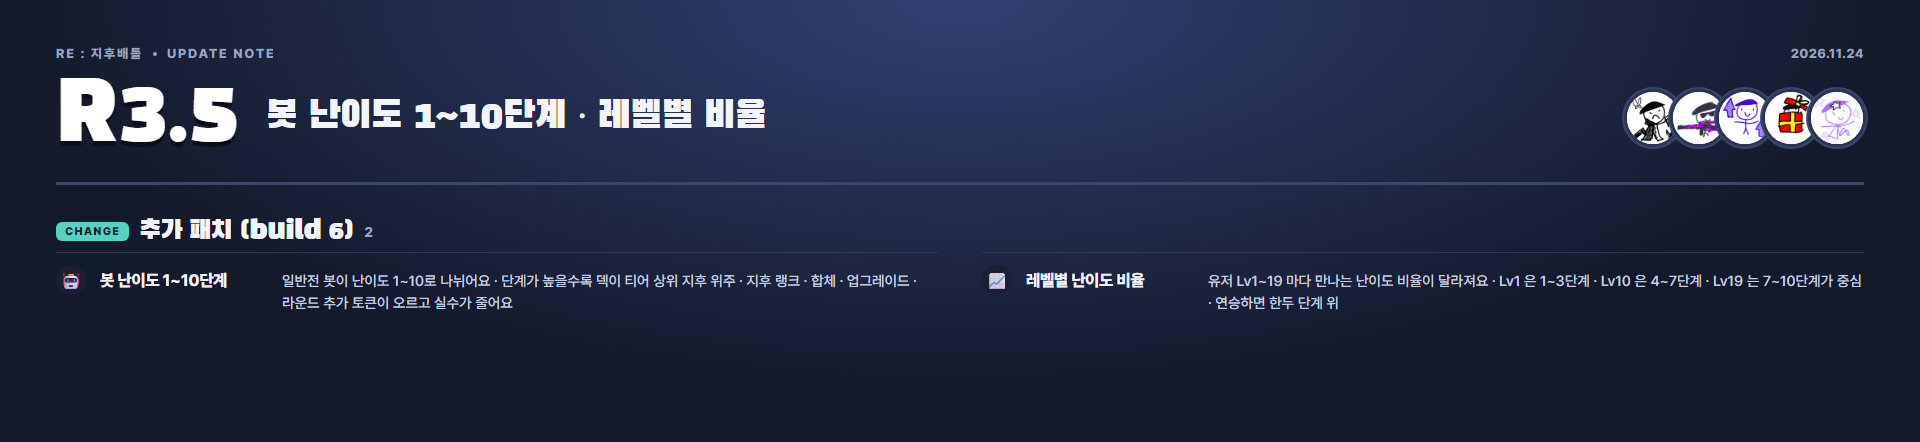 RE : 지후배틀 • UPDATE NOTE
2026.11.24
R3.5 봇 난이도 1~10단계 · 레벨별 비율
CHANGE 추가 패치 (build 6) 2
봇 난이도 1~10단계
일반전 봇이 난이도 1~10로 나뉘어요 · 단계가 높을수록 덱이 티어 상위 지후 위주 · 지후 랭크 · 합체 · 업그레이드 ·
라운드 추가 토큰이 오르고 실수가 줄어요
레벨별 난이도 비율
유저 Lv1~19 마다 만나는 난이도 비율이 달라져요 · Lv1 은 1~3단계 · Lv10 은 4~7단계 · Lv19 는 7~10단계가 중심
· 연승하면 한두 단계 위